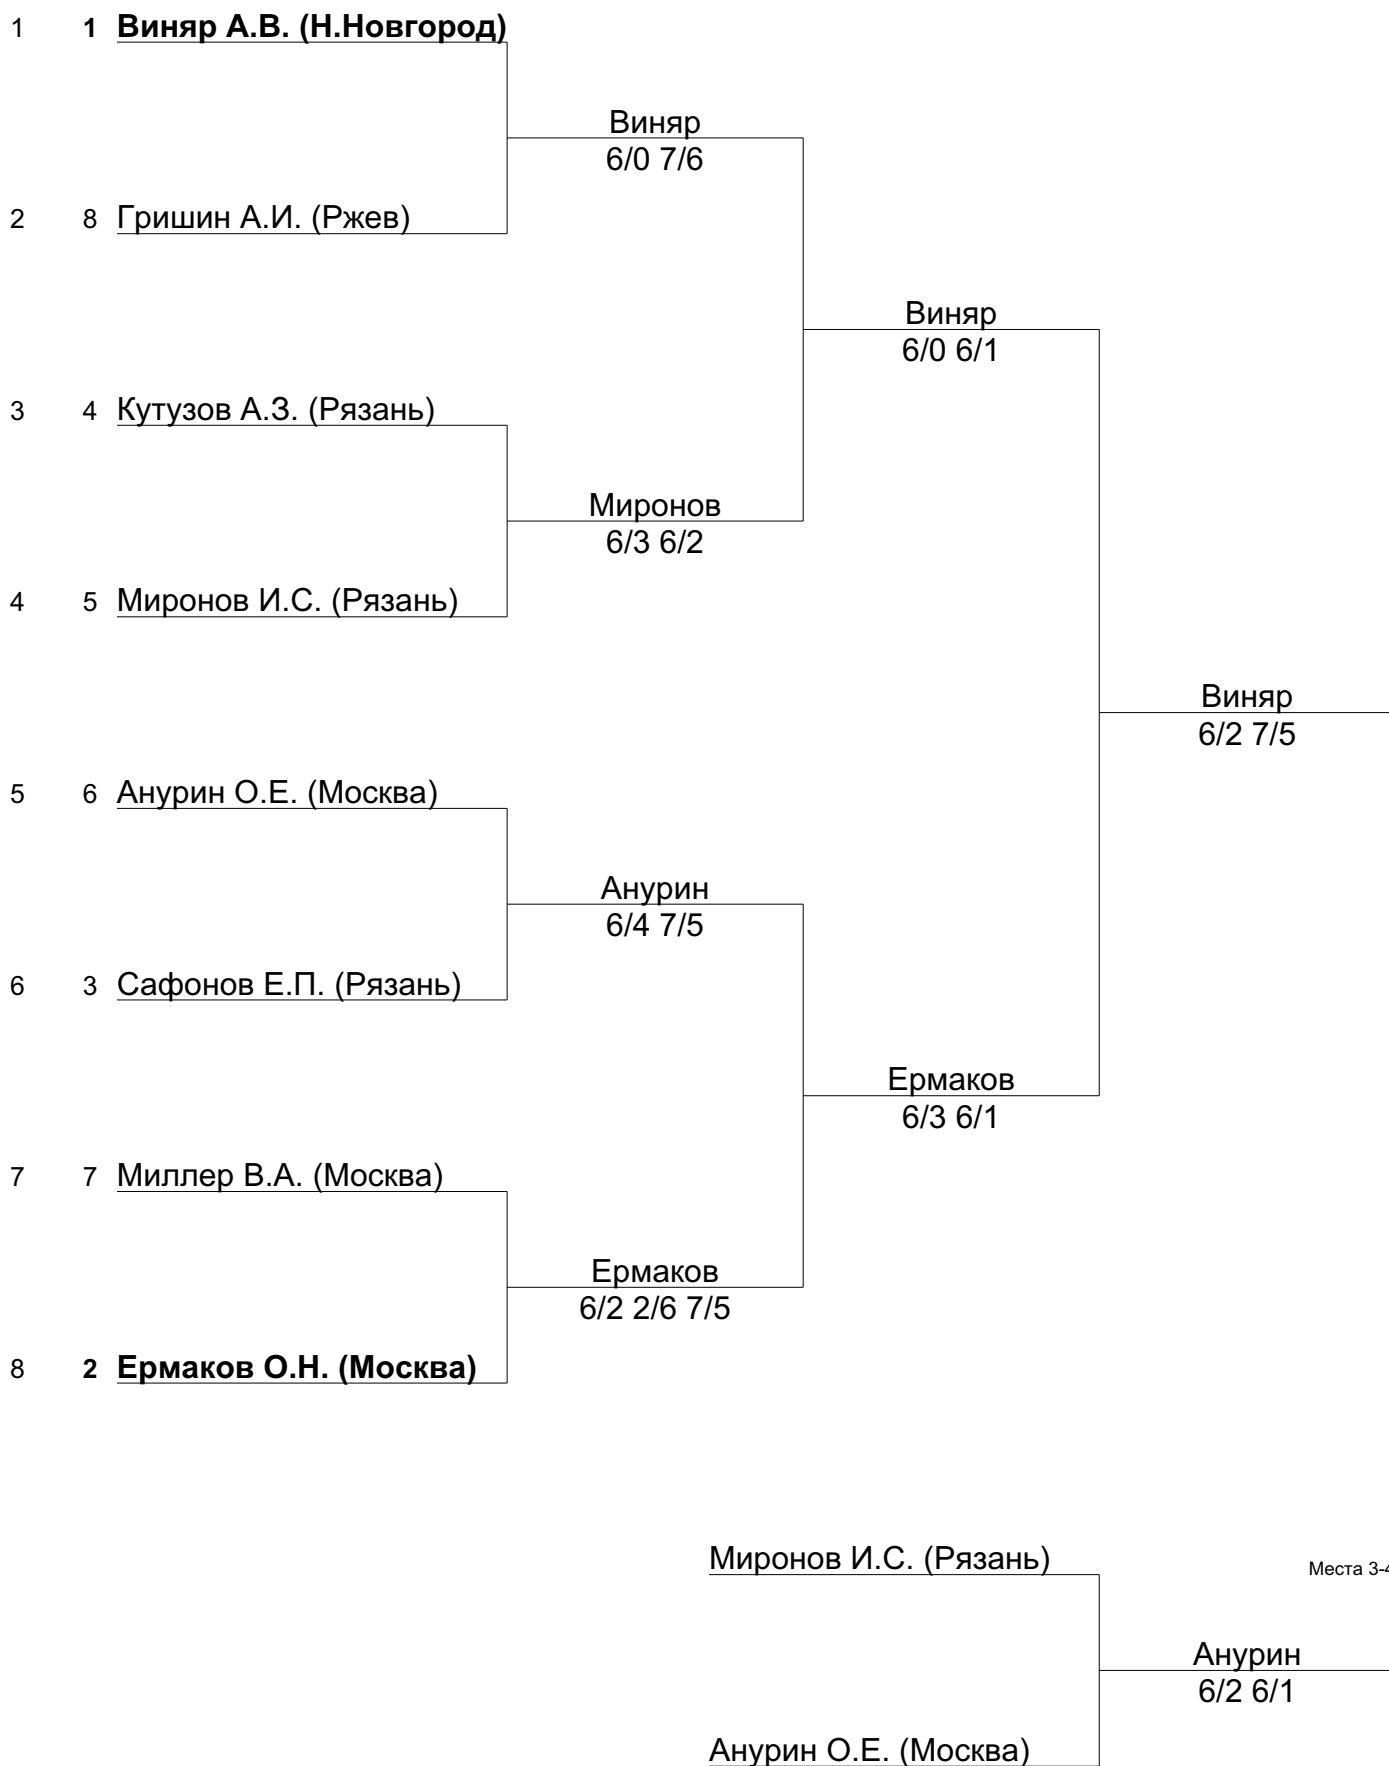 1 1 Виняр А.В. (Н.Новгород)
Виняр
6/0 7/6
2 8 Гришин А.И. (Ржев)
Виняр
6/0 6/1
3 4 Кутузов А.З. (Рязань)
Миронов
6/3 6/2
4 5 Миронов И.С. (Рязань)
Виняр
6/2 7/5
5 6 Анурин О.Е. (Москва)
Анурин
6/4 7/5
6 3 Сафонов Е.П. (Рязань)
Ермаков
6/3 6/1
7 7 Миллер В.А. (Москва)
Ермаков
6/2 2/6 7/5
8 2 Ермаков О.Н. (Москва)
Миронов И.С. (Рязань)
Места 3-4
Анурин
6/2 6/1
Анурин О.Е. (Москва)